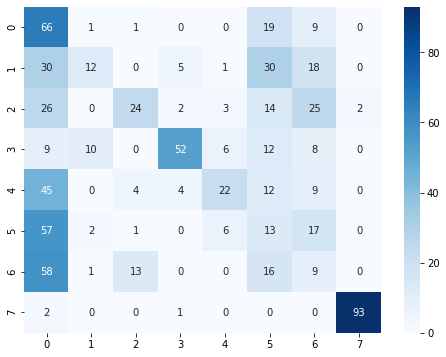 0 66 1 1 0 0 19 9 0
1 30 12 0 5 1 30 18 0
2 26 0 24 2 3 14 25 2
3 9 10 0 52 6 12 8 0
4 45 0 4 4 22 12 9 0
5 57 2 1 0 6 13 17 0
6 58 1 13 0 0 16 9 0
7 2 0 0 1 0 0 0 93
0 1 2 3 4 5 6 7
80
60
40
20
0